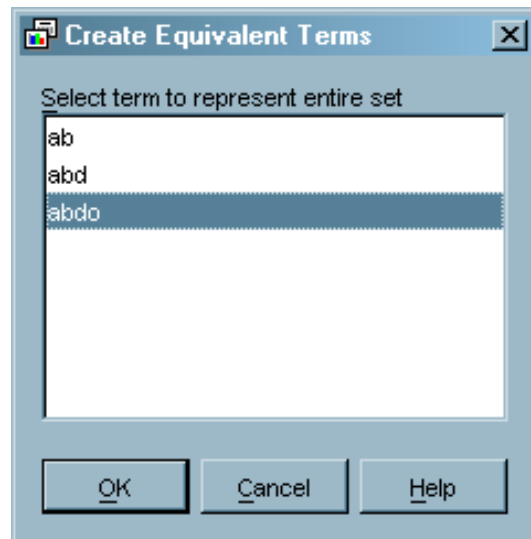 Create Equivalent Terms
Select term to represent entire set
ab
abd
abdo
OK Cancel Help